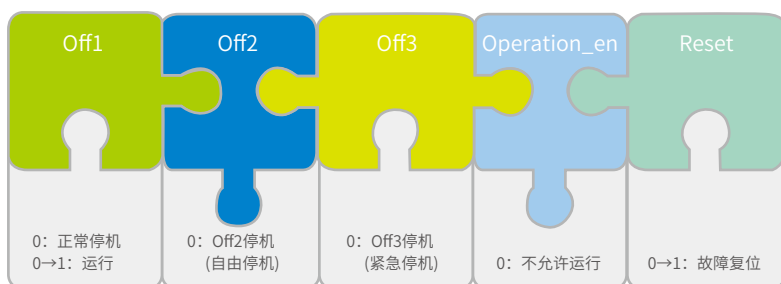 Off1
Off2
Off3
Operation_en
Reset
0：正常停机
0→1：运行
0：Off2停机
(自由停机)
0：Off3停机
(紧急停机)
0：不允许运行
0→1：故障复位